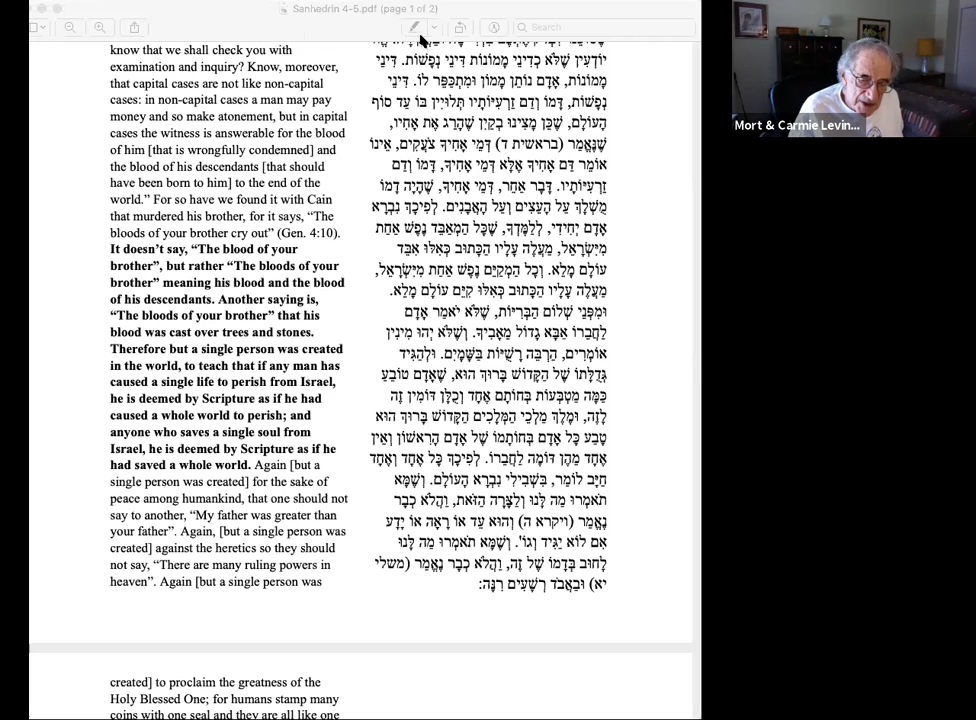 Sanhedrin 4-5.pdf (page 1 of 2)
Search
know that we shall check you with
examination and inquiry? Know, moreover,
that capital cases are not like non-capital
cases: in non-capital cases a man may pay
money and so make atonement, but in capital
cases the witness is answerable for the blood
of him [that is wrongfully condemned] and
the blood of his descendants [that should
have been born to him] to the end of the
world.” For so have we found it with Cain
that murdered his brother, for it says, “The
bloods of your brother cry out” (Gen. 4:10).
It doesn’t say, “The blood of your
brother”, but rather “The bloods of your
brother” meaning his blood and the blood
of his descendants. Another saying is,
“The bloods of your brother” that his
blood was cast over trees and stones.
Therefore but a single person was created
in the world, to teach that if any man has
caused a single life to perish from Israel,
he is deemed by Scripture as if he had
caused a whole world to perish; and
anyone who saves a single soul from
Israel, he is deemed by Scripture as if he
had saved a whole world. Again [but a
single person was created] for the sake of
peace among humankind, that one should not
say to another, “My father was greater than
your father”. Again, [but a single person was
created] against the heretics so they should
not say, “There are many ruling powers in
heaven”. Again [but a single person was
יוֹדְעִין שֶׁלֹּא כְדִינֵי מָמוֹנוֹת דִּינֵי נְפָשׁוֹת. דִּינֵי
מָמוֹנוֹת, אָדָם נוֹתֵן מָמוֹן וּמִתְכַּפֵּר לוֹ. דִּינֵי
נְפָשׁוֹת, דָּמוֹ וְדַם זַרְעִיּוֹתָיו תְּלוּיִין בּוֹ עַד סוֹף
הָעוֹלָם, שֶׁכֵּן מָצִינוּ בְקַיִן שֶׁהָרַג אֶת אָחִיו,
שֶׁנֶּאֱמַר (בראשית ד) דְּמֵי אָחִיךָ צֹעֲקִים, אֵינוֹ
אוֹמֵר דַּם אָחִיךָ אֶלָּא דְּמֵי אָחִיךָ, דָּמוֹ וְדַם
זַרְעִיּוֹתָיו. דָּבָר אַחֵר, דְּמֵי אָחִיךָ, שֶׁהָיָה דָמוֹ
מֻשְׁלָךְ עַל הָעֵצִים וְעַל הָאֲבָנִים. לְפִיכָךְ נִבְרָא
אָדָם יְחִידִי, לְלַמֶּדְךָ, שֶׁכָּל הַמְאַבֵּד נֶפֶשׁ אַחַת
מִיִּשְׂרָאֵל, מַעֲלֶה עָלָיו הַכָּתוּב כְּאִלּוּ אִבֵּד
עוֹלָם מָלֵא. וְכָל הַמְקַיֵּם נֶפֶשׁ אַחַת מִיִּשְׂרָאֵל,
מַעֲלֶה עָלָיו הַכָּתוּב כְּאִלּוּ קִיֵּם עוֹלָם מָלֵא.
וּמִפְּנֵי שְׁלוֹם הַבְּרִיּוֹת, שֶׁלֹּא יֹאמַר אָדָם
לַחֲבֵרוֹ אַבָּא גָדוֹל מֵאָבִיךָ. וְשֶׁלֹּא יְהוּ מִינִין
אוֹמְרִים, הַרְבֵּה רָשֻׁיּוֹת בַּשָּׁמָיִם. וּלְהַגִּיד
גְּדֻלָּתוֹ שֶׁל הַקָּדוֹשׁ בָּרוּךְ הוּא, שֶׁאָדָם טוֹבֵעַ
כַּמָּה מַטְבְּעוֹת בְּחוֹתָם אֶחָד וְכֻלָּן דּוֹמִין זֶה
לָזֶה, וּמֶלֶךְ מַלְכֵי הַמְּלָכִים הַקָּדוֹשׁ בָּרוּךְ הוּא
טָבַע כָּל אָדָם בְּחוֹתָמוֹ שֶׁל אָדָם הָרִאשׁוֹן וְאֵין
אֶחָד מֵהֶן דּוֹמֶה לַחֲבֵרוֹ. לְפִיכָךְ כָּל אֶחָד וְאֶחָד
חַיָּב לוֹמַר, בִּשְׁבִילִי נִבְרָא הָעוֹלָם. וְשֶׁמָּא
תֹאמְרוּ מַה לָּנוּ וְלַצָּרָה הַזֹּאת, וַהֲלֹא כְבָר
נֶאֱמַר (ויקרא ה) וְהוּא עֵד אוֹ רָאָה אוֹ יָדָע
אִם לוֹא יַגִּיד וְגוֹ'. וְשֶׁמָּא תֹאמְרוּ מַה לָּנוּ
לָחוּב בְּדָמוֹ שֶׁל זֶה, וַהֲלֹא כְבָר נֶאֱמַר (משלי
יא) וּבַאֲבֹד רְשָׁעִים רִנָּה:
created] to proclaim the greatness of the
Holy Blessed One; for humans stamp many
coins with one seal and they are all like one
Mort & Carmie Levin...